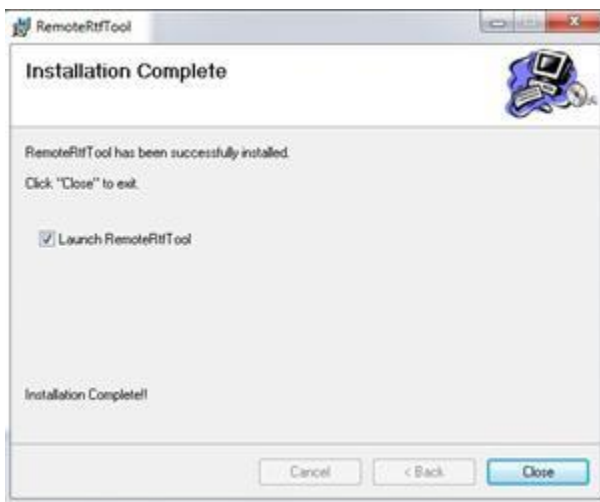 RemoteRtfTool
Installation Complete
RemoteRtfTool has been successfully installed.
Click "Close" to exit.
Launch RemoteRtfTool
Installation Complete!!
Cancel
< Back
Close